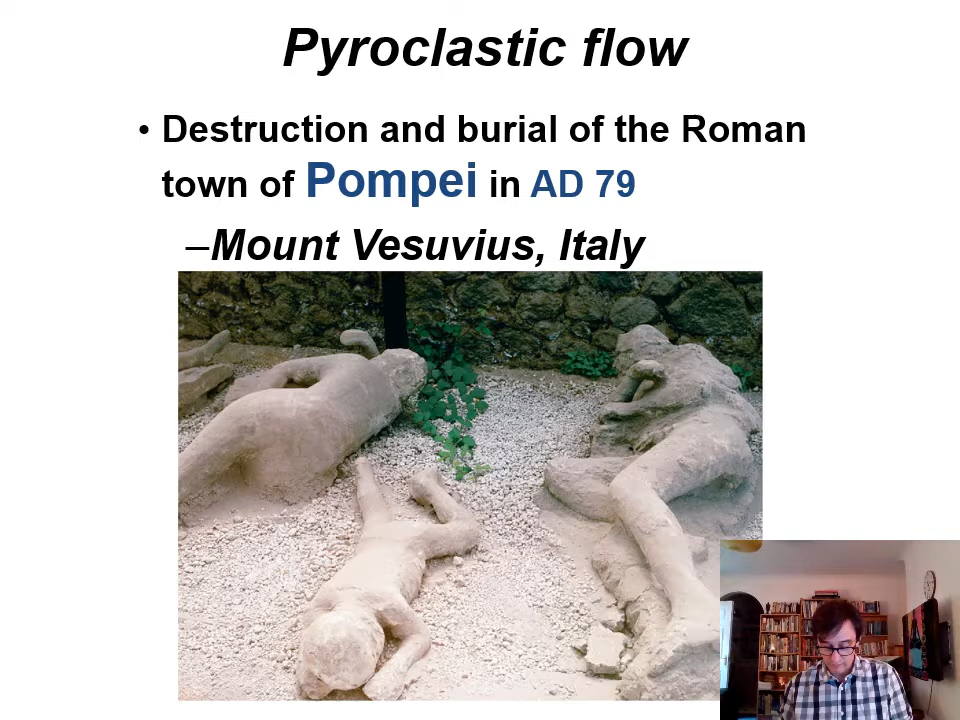 Pyroclastic flow
• Destruction and burial of the Roman
town of Pompei in AD 79
–Mount Vesuvius, Italy